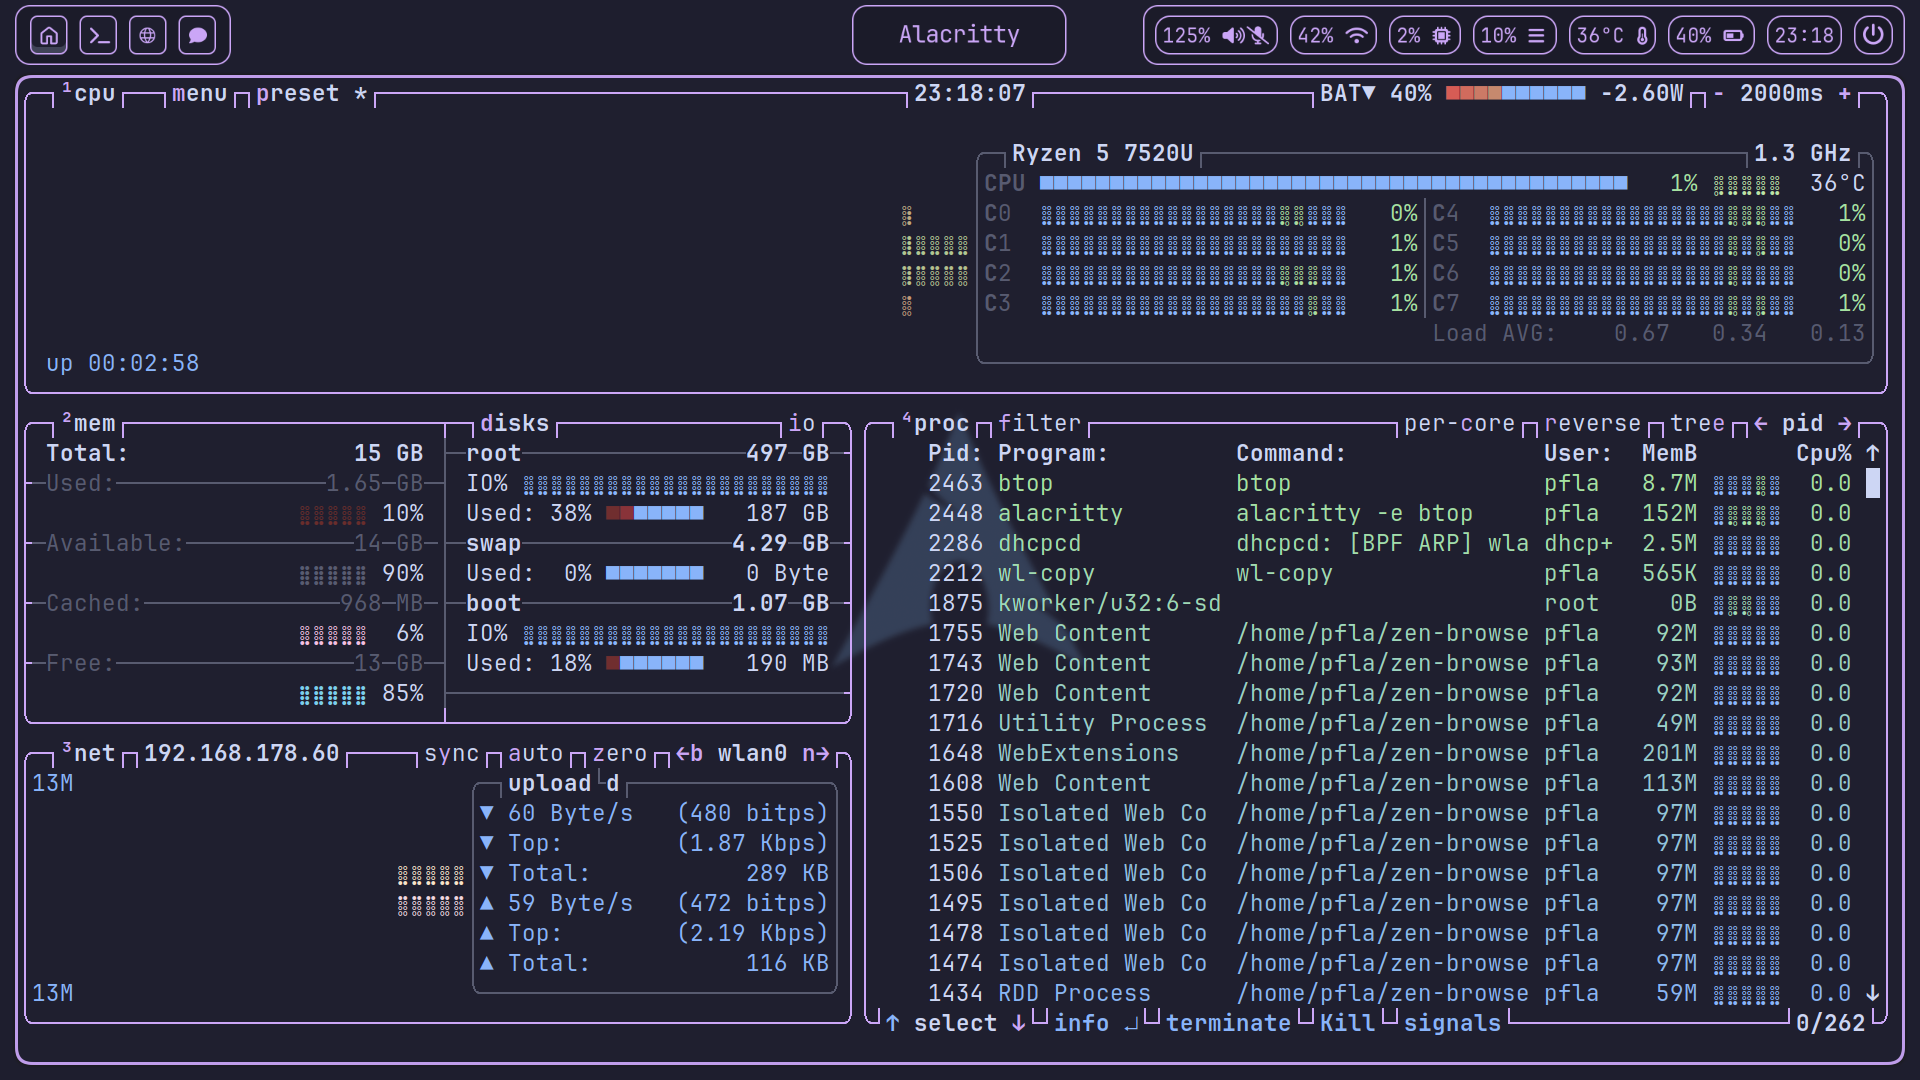 Alacritty
125% 42% 2% 10% 36°C 40% 23:18
1cpu menu preset * 23:18:07 BAT▼ 40% -2.60W - 2000ms +
Ryzen 5 7520U 1.3 GHz
CPU 1% 36°C
C0 0% C4 1%
C1 1% C5 0%
C2 1% C6 0%
C3 1% C7 1%
Load AVG: 0.67 0.34 0.13
up 00:02:58
2mem disks io
Total: 15 GB
Used: 1.65 GB
10%
Available: 14 GB
90%
Cached: 968 MB
6%
Free: 13 GB
85%
root 497 GB
IO%
Used: 38% 187 GB
swap 4.29 GB
Used: 0% 0 Byte
boot 1.07 GB
IO%
Used: 18% 190 MB
3net 192.168.178.60 sync auto zero ←b wlan0 n→
13M
upload d
▼ 60 Byte/s (480 bitps)
▼ Top: (1.87 Kbps)
▼ Total: 289 KB
▲ 59 Byte/s (472 bitps)
▲ Top: (2.19 Kbps)
▲ Total: 116 KB
13M
4proc filter per-core reverse tree ← pid →
Pid: Program: Command: User: MemB Cpu% ↑
2463 btop btop pfla 8.7M 0.0
2448 alacritty alacritty -e btop pfla 152M 0.0
2286 dhcpcd dhcpcd: [BPF ARP] wla dhcp+ 2.5M 0.0
2212 wl-copy wl-copy pfla 565K 0.0
1875 kworker/u32:6-sd root 0B 0.0
1755 Web Content /home/pfla/zen-browse pfla 92M 0.0
1743 Web Content /home/pfla/zen-browse pfla 93M 0.0
1720 Web Content /home/pfla/zen-browse pfla 92M 0.0
1716 Utility Process /home/pfla/zen-browse pfla 49M 0.0
1648 WebExtensions /home/pfla/zen-browse pfla 201M 0.0
1608 Web Content /home/pfla/zen-browse pfla 113M 0.0
1550 Isolated Web Co /home/pfla/zen-browse pfla 97M 0.0
1525 Isolated Web Co /home/pfla/zen-browse pfla 97M 0.0
1506 Isolated Web Co /home/pfla/zen-browse pfla 97M 0.0
1495 Isolated Web Co /home/pfla/zen-browse pfla 97M 0.0
1478 Isolated Web Co /home/pfla/zen-browse pfla 97M 0.0
1474 Isolated Web Co /home/pfla/zen-browse pfla 97M 0.0
1434 RDD Process /home/pfla/zen-browse pfla 59M 0.0 ↓
↑ select ↓ info ↵ terminate Kill signals 0/262